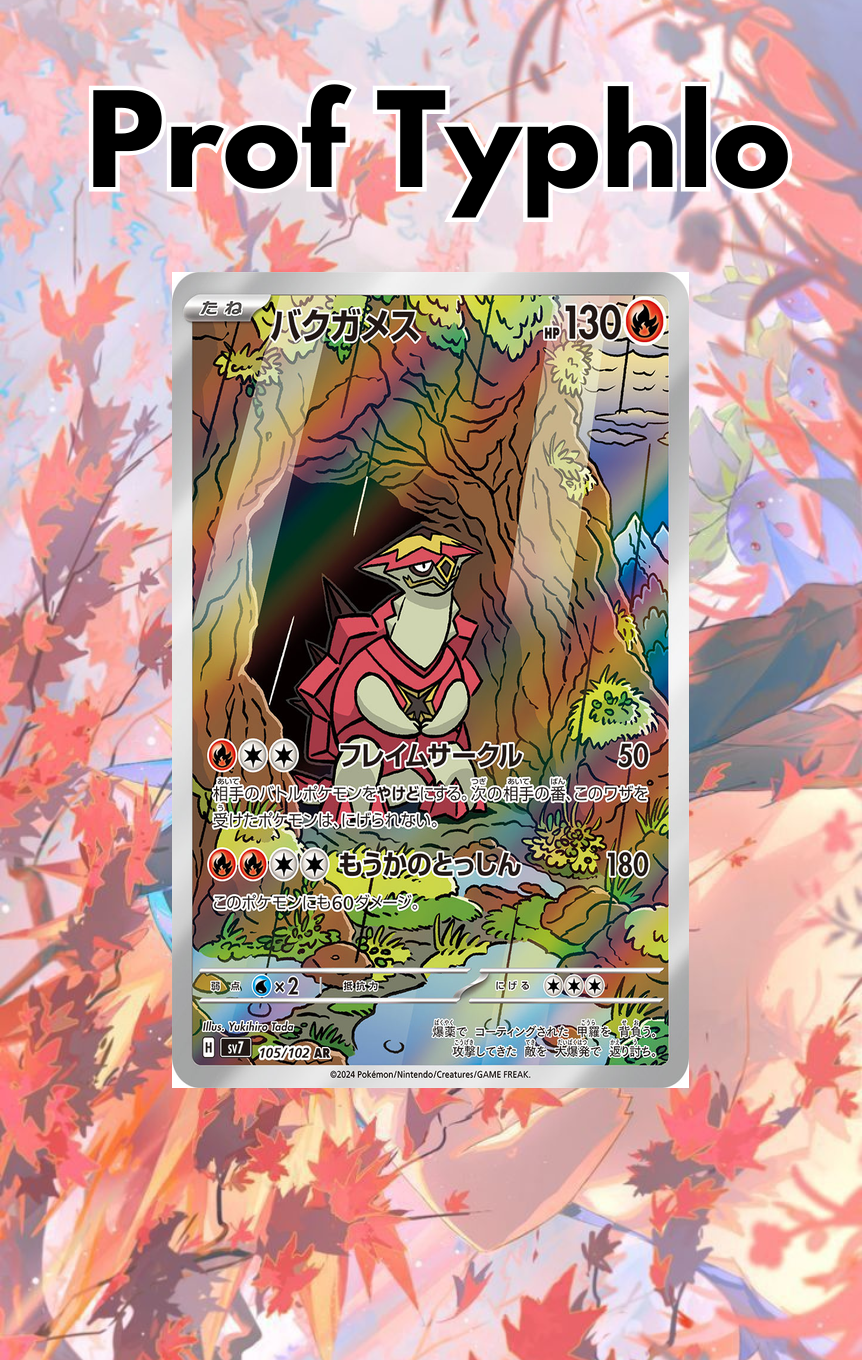 Prof Typhlo
たね
バクガメス
HP 130
フレイムサークル 50
相手のバトルポケモンをやけどにする。次の相手の番、このワザを
受けたポケモンは、にげられない。
もうかのとっしん 180
このポケモンにも60ダメージ。
弱点 ×2 抵抗力 にげる
Illus. Yukihiro Tada
爆薬で コーティングされた 甲羅を 背負う。
攻撃してきた 敵を 大爆発で 返り討ち。
H sv7 105/102 AR
©2024 Pokémon/Nintendo/Creatures/GAME FREAK.